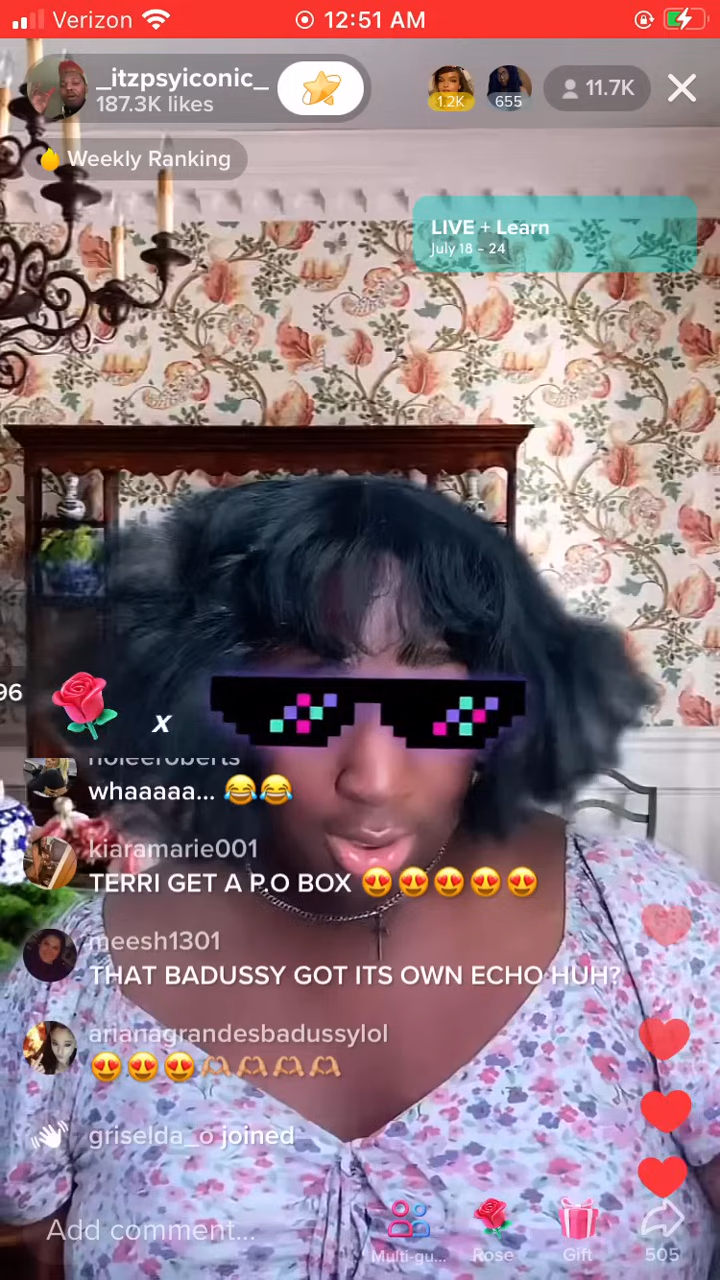 Verizon 12:51 AM
_itzpsyiconic_
187.3K likes
1.2K
655
11.7K
Weekly Ranking
LIVE + Learn
July 18 - 24
96
x
noleeroberts
whaaaaa... 😂😂
kiaramarie001
TERRI GET A P.O BOX 😍😍😍😍😍
meesh1301
THAT BADUSSY GOT ITS OWN ECHO HUH?
arianagrandesbadussylol
😍😍😍🫶🏼🫶🏼🫶🏼🫶🏼
griselda_o joined
Add comment...
Multi-gu...
Rose
Gift
505